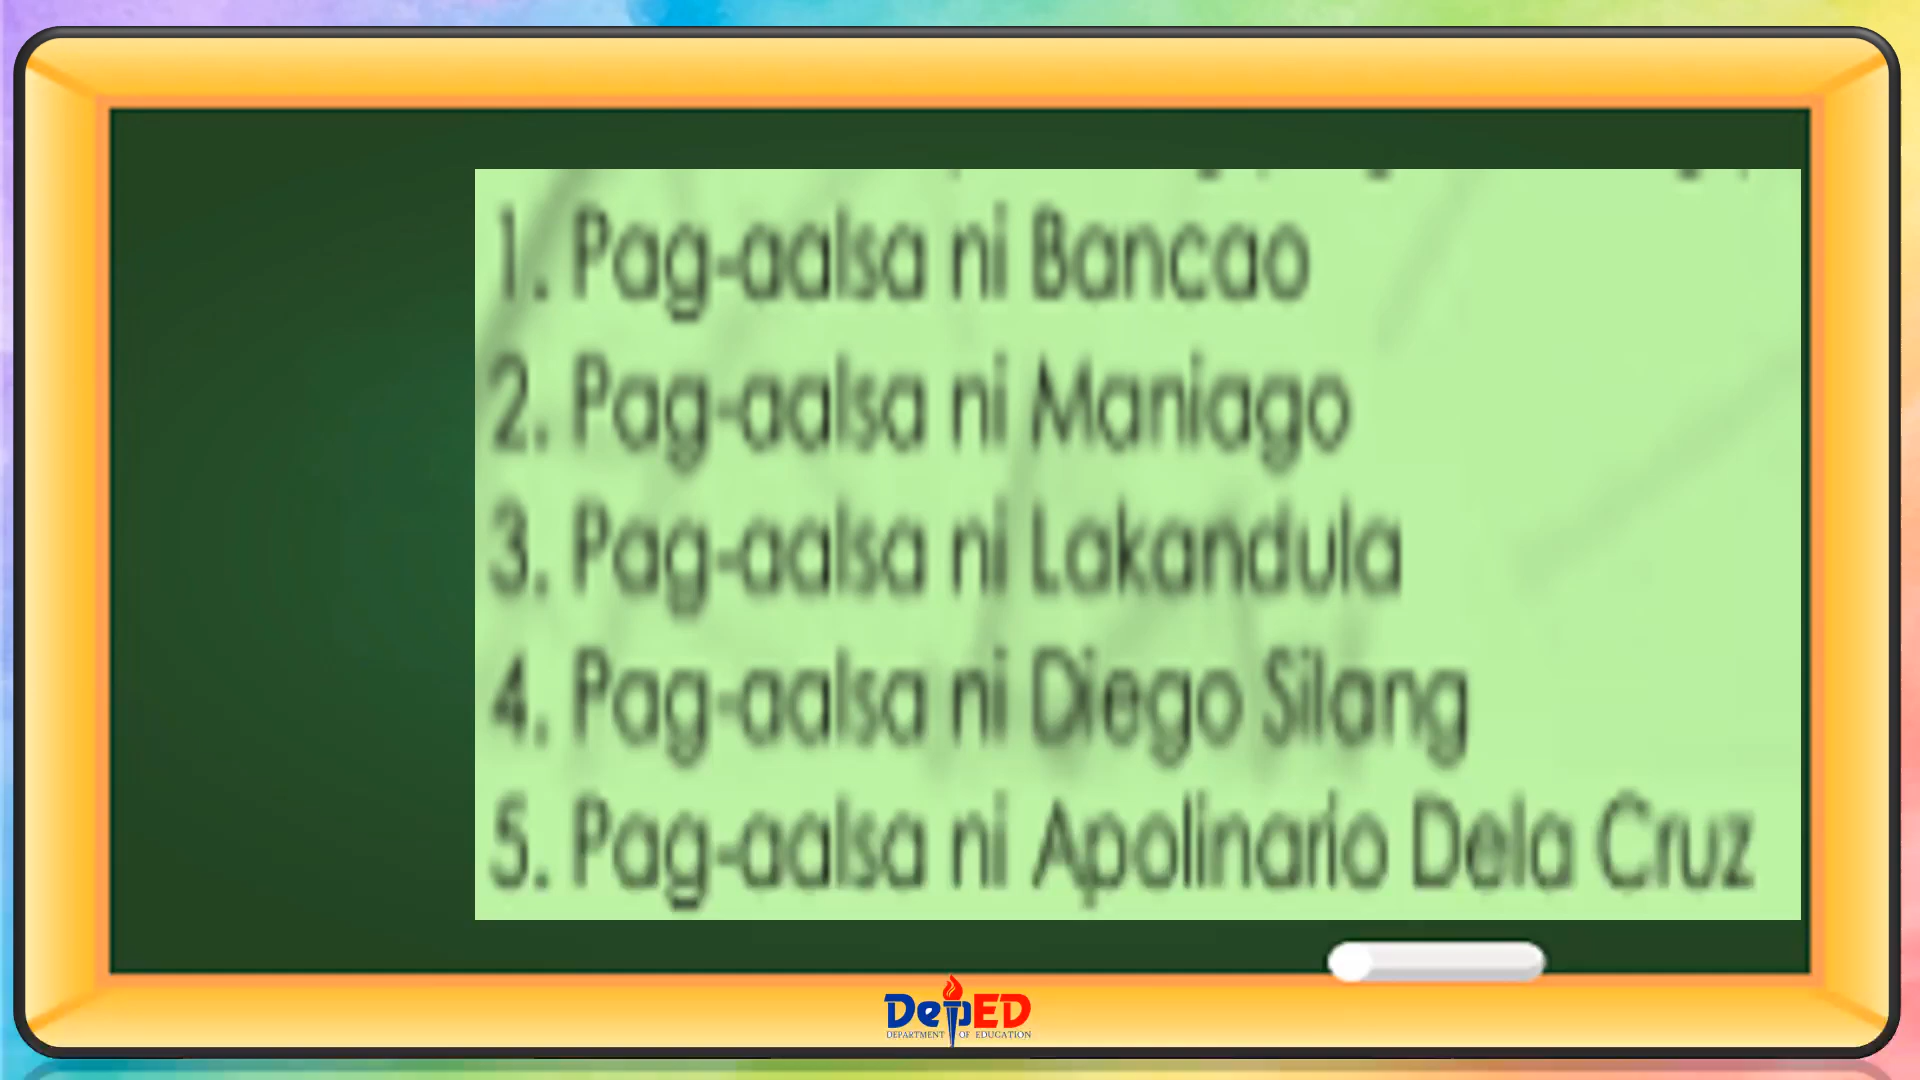 1. Pag-aalsa ni Bancao
2. Pag-aalsa ni Maniago
3. Pag-aalsa ni Lakandula
4. Pag-aalsa ni Diego Silang
5. Pag-aalsa ni Apolinario Dela Cruz
DepED
DEPARTMENT OF EDUCATION